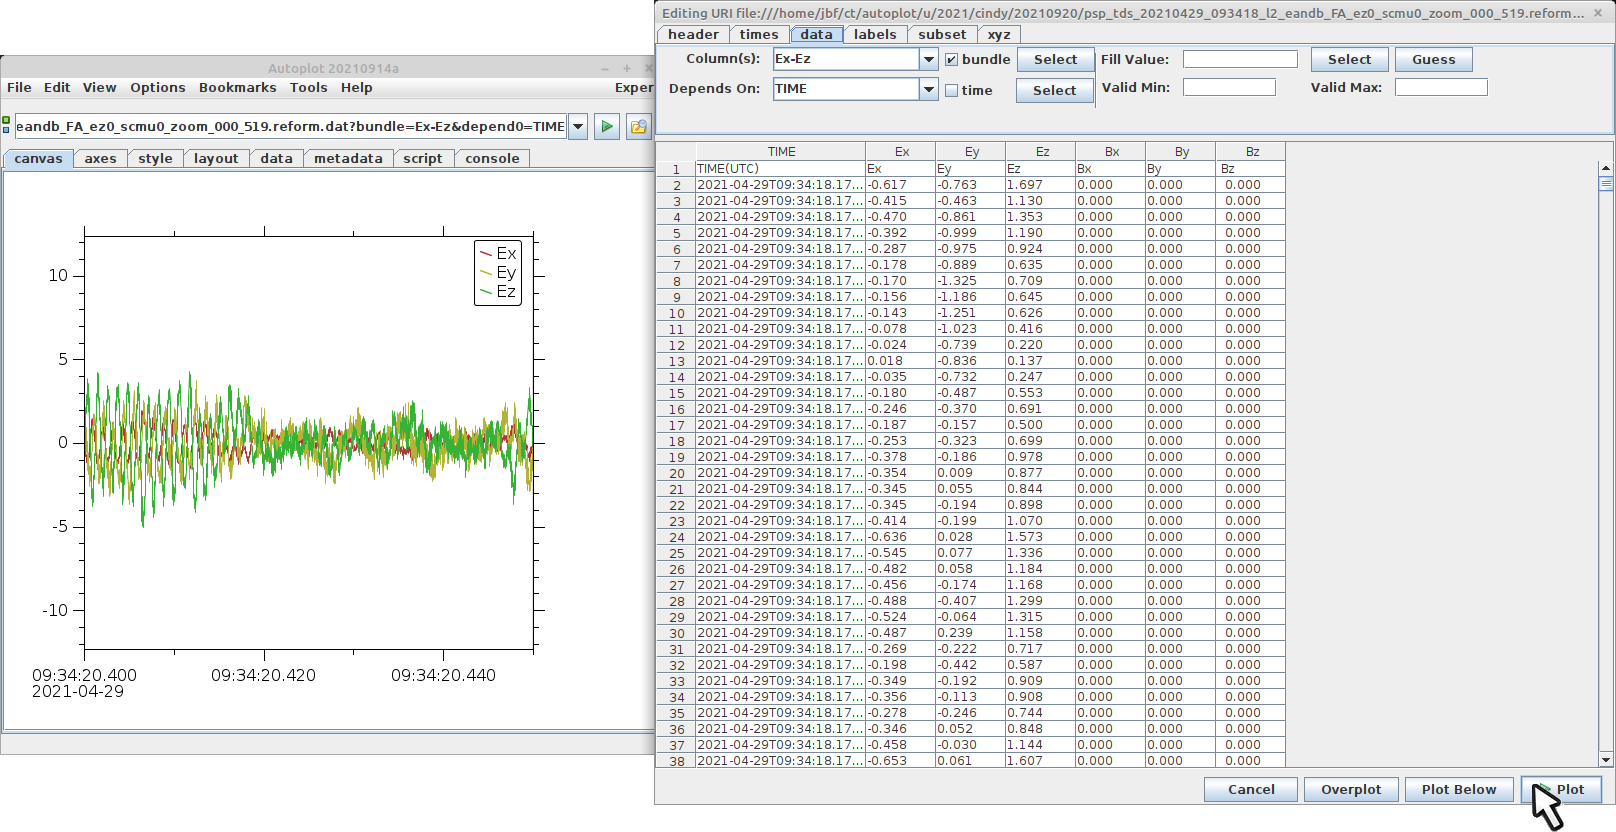 Autoplot 20210914a
File Edit View Options Bookmarks Tools Help Exper
eandb_FA_ez0_scmu0_zoom_000_519.reform.dat?bundle=Ex-Ez&depend0=TIME
canvas axes style layout data metadata script console
Ex
Ey
Ez
10
5
0
-5
-10
09:34:20.400 09:34:20.420 09:34:20.440
2021-04-29
Editing URI file:///home/jbf/ct/autoplot/u/2021/cindy/20210920/psp_tds_20210429_093418_l2_eandb_FA_ez0_scmu0_zoom_000_519.reform...
header times data labels subset xyz
Column(s): Ex-Ez bundle Select Fill Value: Select Guess
Depends On: TIME time Select Valid Min: Valid Max:
TIME Ex Ey Ez Bx By Bz
1 TIME(UTC) Ex Ey Ez Bx By Bz
2 2021-04-29T09:34:18.17... -0.617 -0.763 1.697 0.000 0.000 0.000
3 2021-04-29T09:34:18.17... -0.415 -0.463 1.130 0.000 0.000 0.000
4 2021-04-29T09:34:18.17... -0.470 -0.861 1.353 0.000 0.000 0.000
5 2021-04-29T09:34:18.17... -0.392 -0.999 1.190 0.000 0.000 0.000
6 2021-04-29T09:34:18.17... -0.287 -0.975 0.924 0.000 0.000 0.000
7 2021-04-29T09:34:18.17... -0.178 -0.889 0.635 0.000 0.000 0.000
8 2021-04-29T09:34:18.17... -0.170 -1.325 0.709 0.000 0.000 0.000
9 2021-04-29T09:34:18.17... -0.156 -1.186 0.645 0.000 0.000 0.000
10 2021-04-29T09:34:18.17... -0.143 -1.251 0.626 0.000 0.000 0.000
11 2021-04-29T09:34:18.17... -0.078 -1.023 0.416 0.000 0.000 0.000
12 2021-04-29T09:34:18.17... -0.024 -0.739 0.220 0.000 0.000 0.000
13 2021-04-29T09:34:18.17... 0.018 -0.836 0.137 0.000 0.000 0.000
14 2021-04-29T09:34:18.17... -0.035 -0.732 0.247 0.000 0.000 0.000
15 2021-04-29T09:34:18.17... -0.180 -0.487 0.553 0.000 0.000 0.000
16 2021-04-29T09:34:18.17... -0.246 -0.370 0.691 0.000 0.000 0.000
17 2021-04-29T09:34:18.17... -0.187 -0.157 0.500 0.000 0.000 0.000
18 2021-04-29T09:34:18.17... -0.253 -0.323 0.699 0.000 0.000 0.000
19 2021-04-29T09:34:18.17... -0.378 -0.186 0.978 0.000 0.000 0.000
20 2021-04-29T09:34:18.17... -0.354 0.009 0.877 0.000 0.000 0.000
21 2021-04-29T09:34:18.17... -0.345 0.055 0.844 0.000 0.000 0.000
22 2021-04-29T09:34:18.17... -0.345 -0.194 0.898 0.000 0.000 0.000
23 2021-04-29T09:34:18.17... -0.414 -0.199 1.070 0.000 0.000 0.000
24 2021-04-29T09:34:18.17... -0.636 0.028 1.573 0.000 0.000 0.000
25 2021-04-29T09:34:18.17... -0.545 0.077 1.336 0.000 0.000 0.000
26 2021-04-29T09:34:18.17... -0.482 0.058 1.184 0.000 0.000 0.000
27 2021-04-29T09:34:18.17... -0.456 -0.174 1.168 0.000 0.000 0.000
28 2021-04-29T09:34:18.17... -0.488 -0.407 1.299 0.000 0.000 0.000
29 2021-04-29T09:34:18.17... -0.524 -0.064 1.315 0.000 0.000 0.000
30 2021-04-29T09:34:18.17... -0.487 0.239 1.158 0.000 0.000 0.000
31 2021-04-29T09:34:18.17... -0.269 -0.222 0.717 0.000 0.000 0.000
32 2021-04-29T09:34:18.17... -0.198 -0.442 0.587 0.000 0.000 0.000
33 2021-04-29T09:34:18.17... -0.349 -0.192 0.909 0.000 0.000 0.000
34 2021-04-29T09:34:18.17... -0.356 -0.113 0.908 0.000 0.000 0.000
35 2021-04-29T09:34:18.17... -0.278 -0.246 0.744 0.000 0.000 0.000
36 2021-04-29T09:34:18.17... -0.346 0.052 0.848 0.000 0.000 0.000
37 2021-04-29T09:34:18.17... -0.458 -0.030 1.144 0.000 0.000 0.000
38 2021-04-29T09:34:18.17... -0.653 0.061 1.607 0.000 0.000 0.000
Cancel Overplot Plot Below Plot